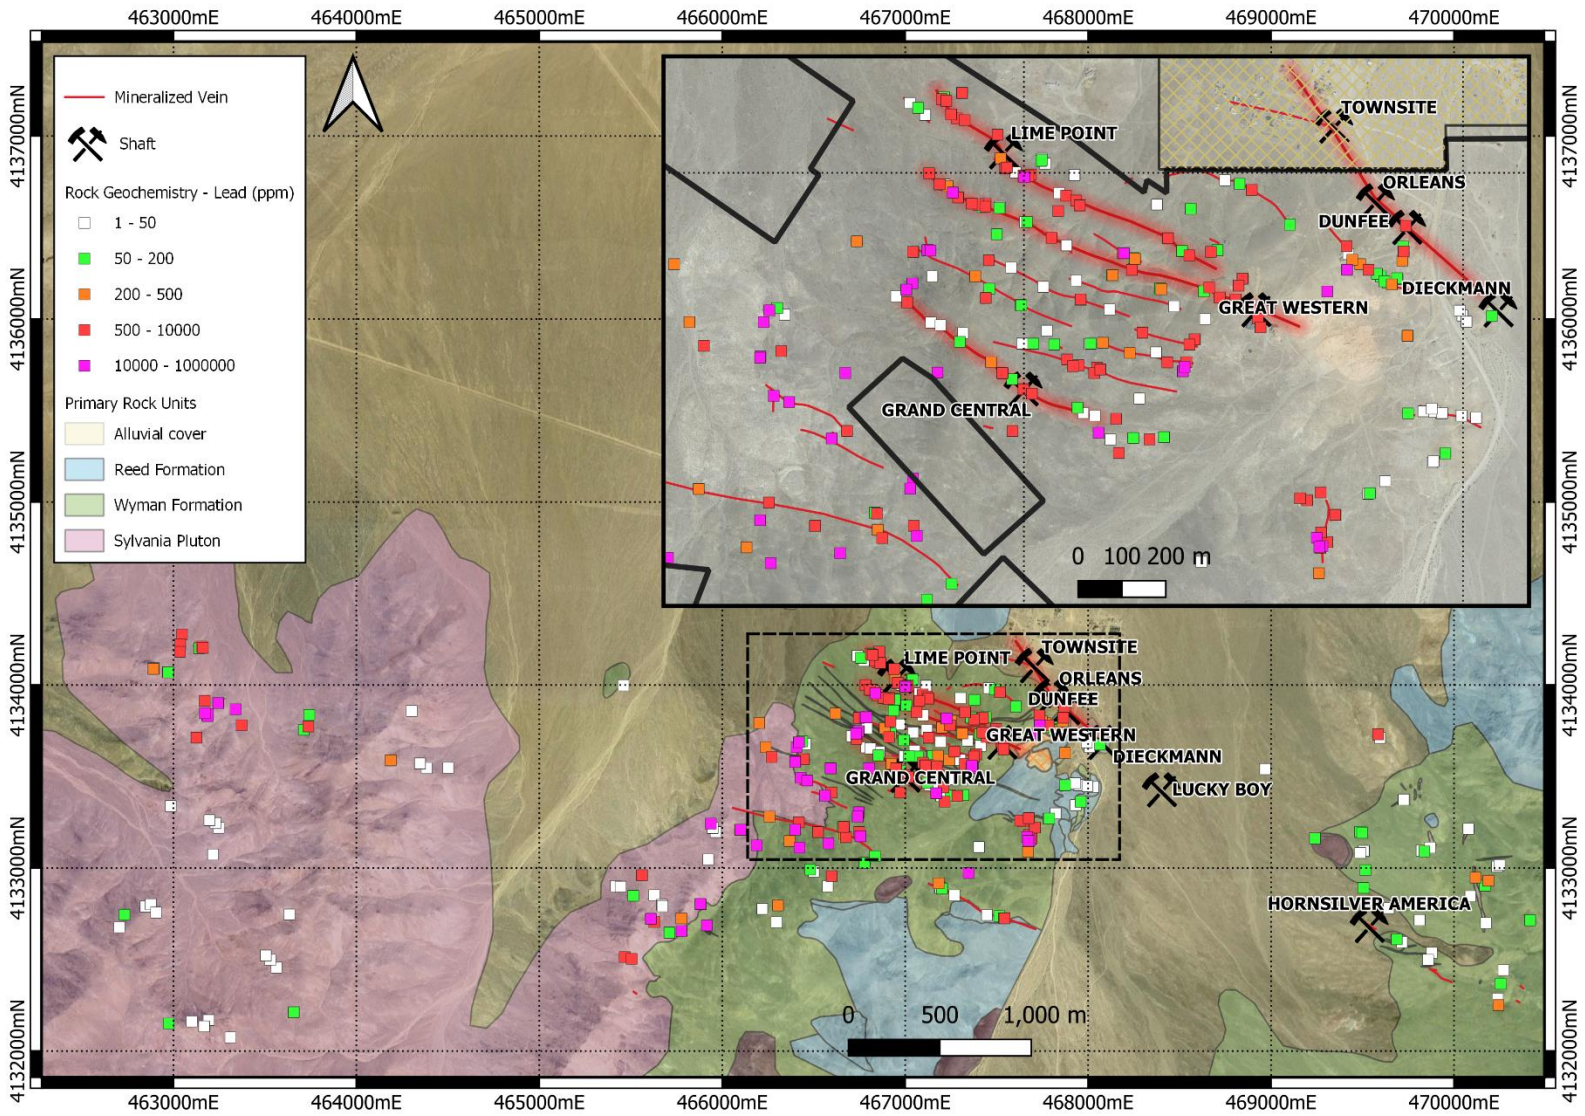 463000mE 464000mE 465000mE 466000mE 467000mE 468000mE 469000mE 470000mE
Mineralized Vein
Shaft
Rock Geochemistry - Lead (ppm)
1 - 50
50 - 200
200 - 500
500 - 10000
10000 - 1000000
Primary Rock Units
Alluvial cover
Reed Formation
Wyman Formation
Sylvania Pluton
TOWNSITE
LIME POINT
ORLEANS
DUNFEE
DIECKMANN
GREAT WESTERN
GRAND CENTRAL
0 100 200 m
4137000mN
4136000mN
4135000mN
4134000mN
4133000mN
4132000mN
4137000mN
4136000mN
4135000mN
4134000mN
4133000mN
4132000mN
TOWNSITE
LIME POINT
ORLEANS
DUNFEE
GREAT WESTERN
DIECKMANN
GRAND CENTRAL
LUCKY BOY
HORNSILVER AMERICA
0 500 1,000 m
463000mE 464000mE 465000mE 466000mE 467000mE 468000mE 469000mE 470000mE